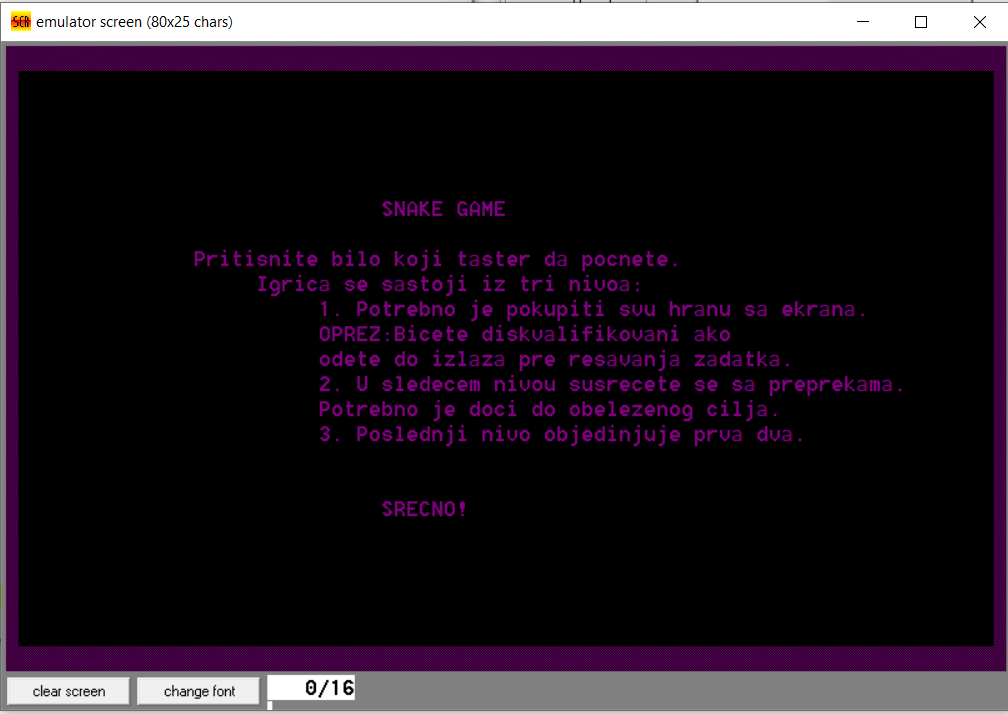 emulator screen (80x25 chars)
SNAKE GAME
Pritisnite bilo koji taster da pocnete.
Igrica se sastoji iz tri nivoa:
1. Potrebno je pokupiti svu hranu sa ekrana.
OPREZ:Bicete diskvalifikovani ako
odete do izlaza pre resavanja zadatka.
2. U sledecem nivou susrecete se sa preprekama.
Potrebno je doci do obelezenog cilja.
3. Poslednji nivo objedinjuje prva dva.
SRECNO!
clear screen change font 0/16